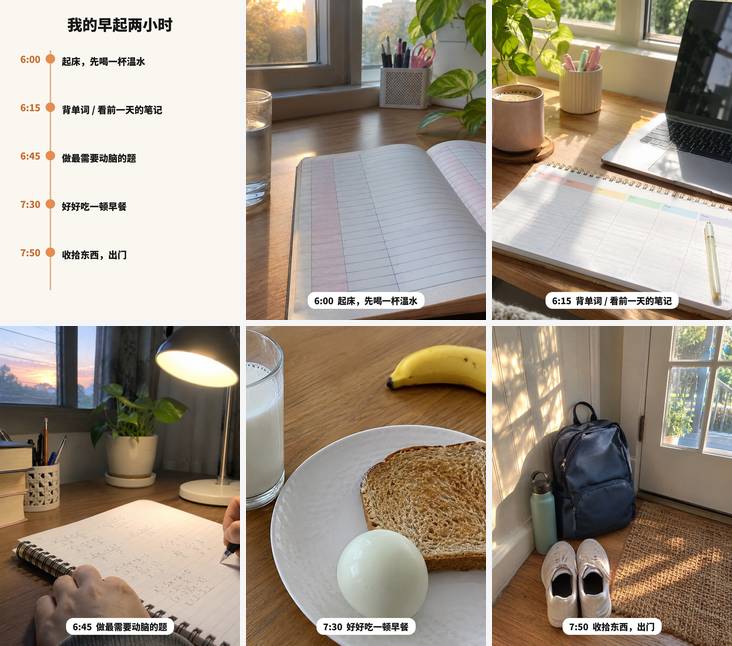 我的早起两小时
6:00 起床，先喝一杯温水
6:15 背单词 / 看前一天的笔记
6:45 做最需要动脑的题
7:30 好好吃一顿早餐
7:50 收拾东西，出门
6:00 起床，先喝一杯温水
6:15 背单词 / 看前一天的笔记
6:45 做最需要动脑的题
7:30 好好吃一顿早餐
7:50 收拾东西，出门